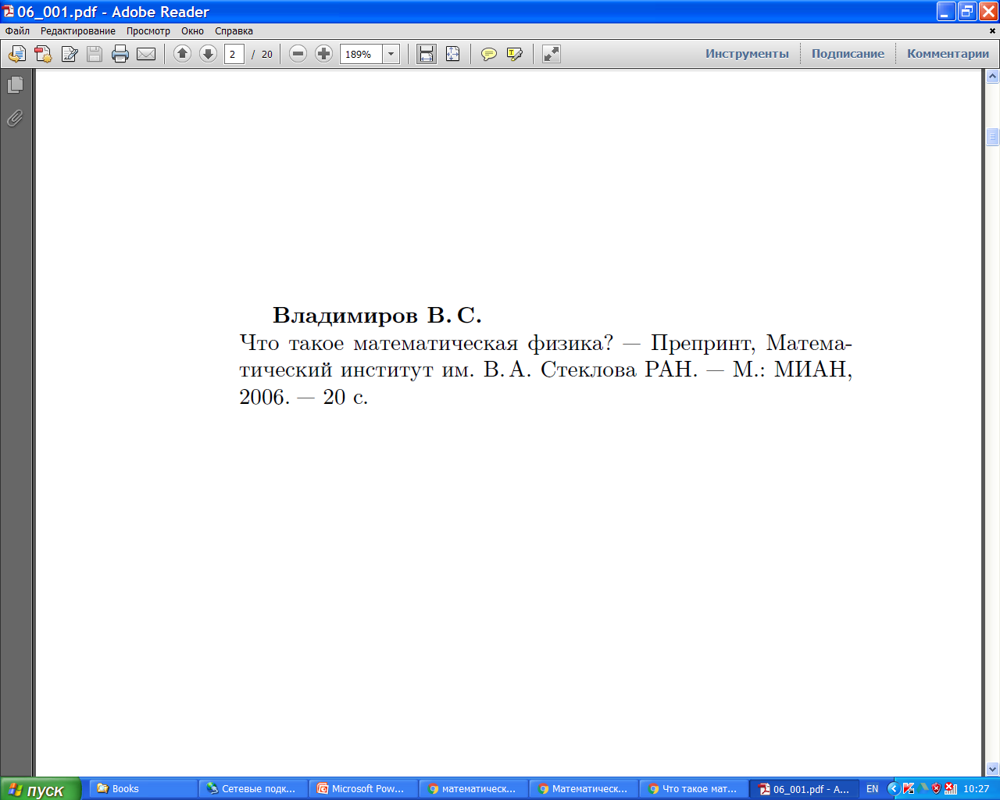 06_001.pdf - Adobe Reader
Файл Редактирование Просмотр Окно Справка
2 / 20 189% Инструменты Подписание Комментарии
Владимиров В. С.
Что такое математическая физика? — Препринт, Матема-
тический институт им. В. А. Стеклова РАН. — М.: МИАН,
2006. — 20 с.
пуск Books Сетевые подк... Microsoft Pow... математическ... Математическ... Что такое мат... 06_001.pdf - A... EN 10:27